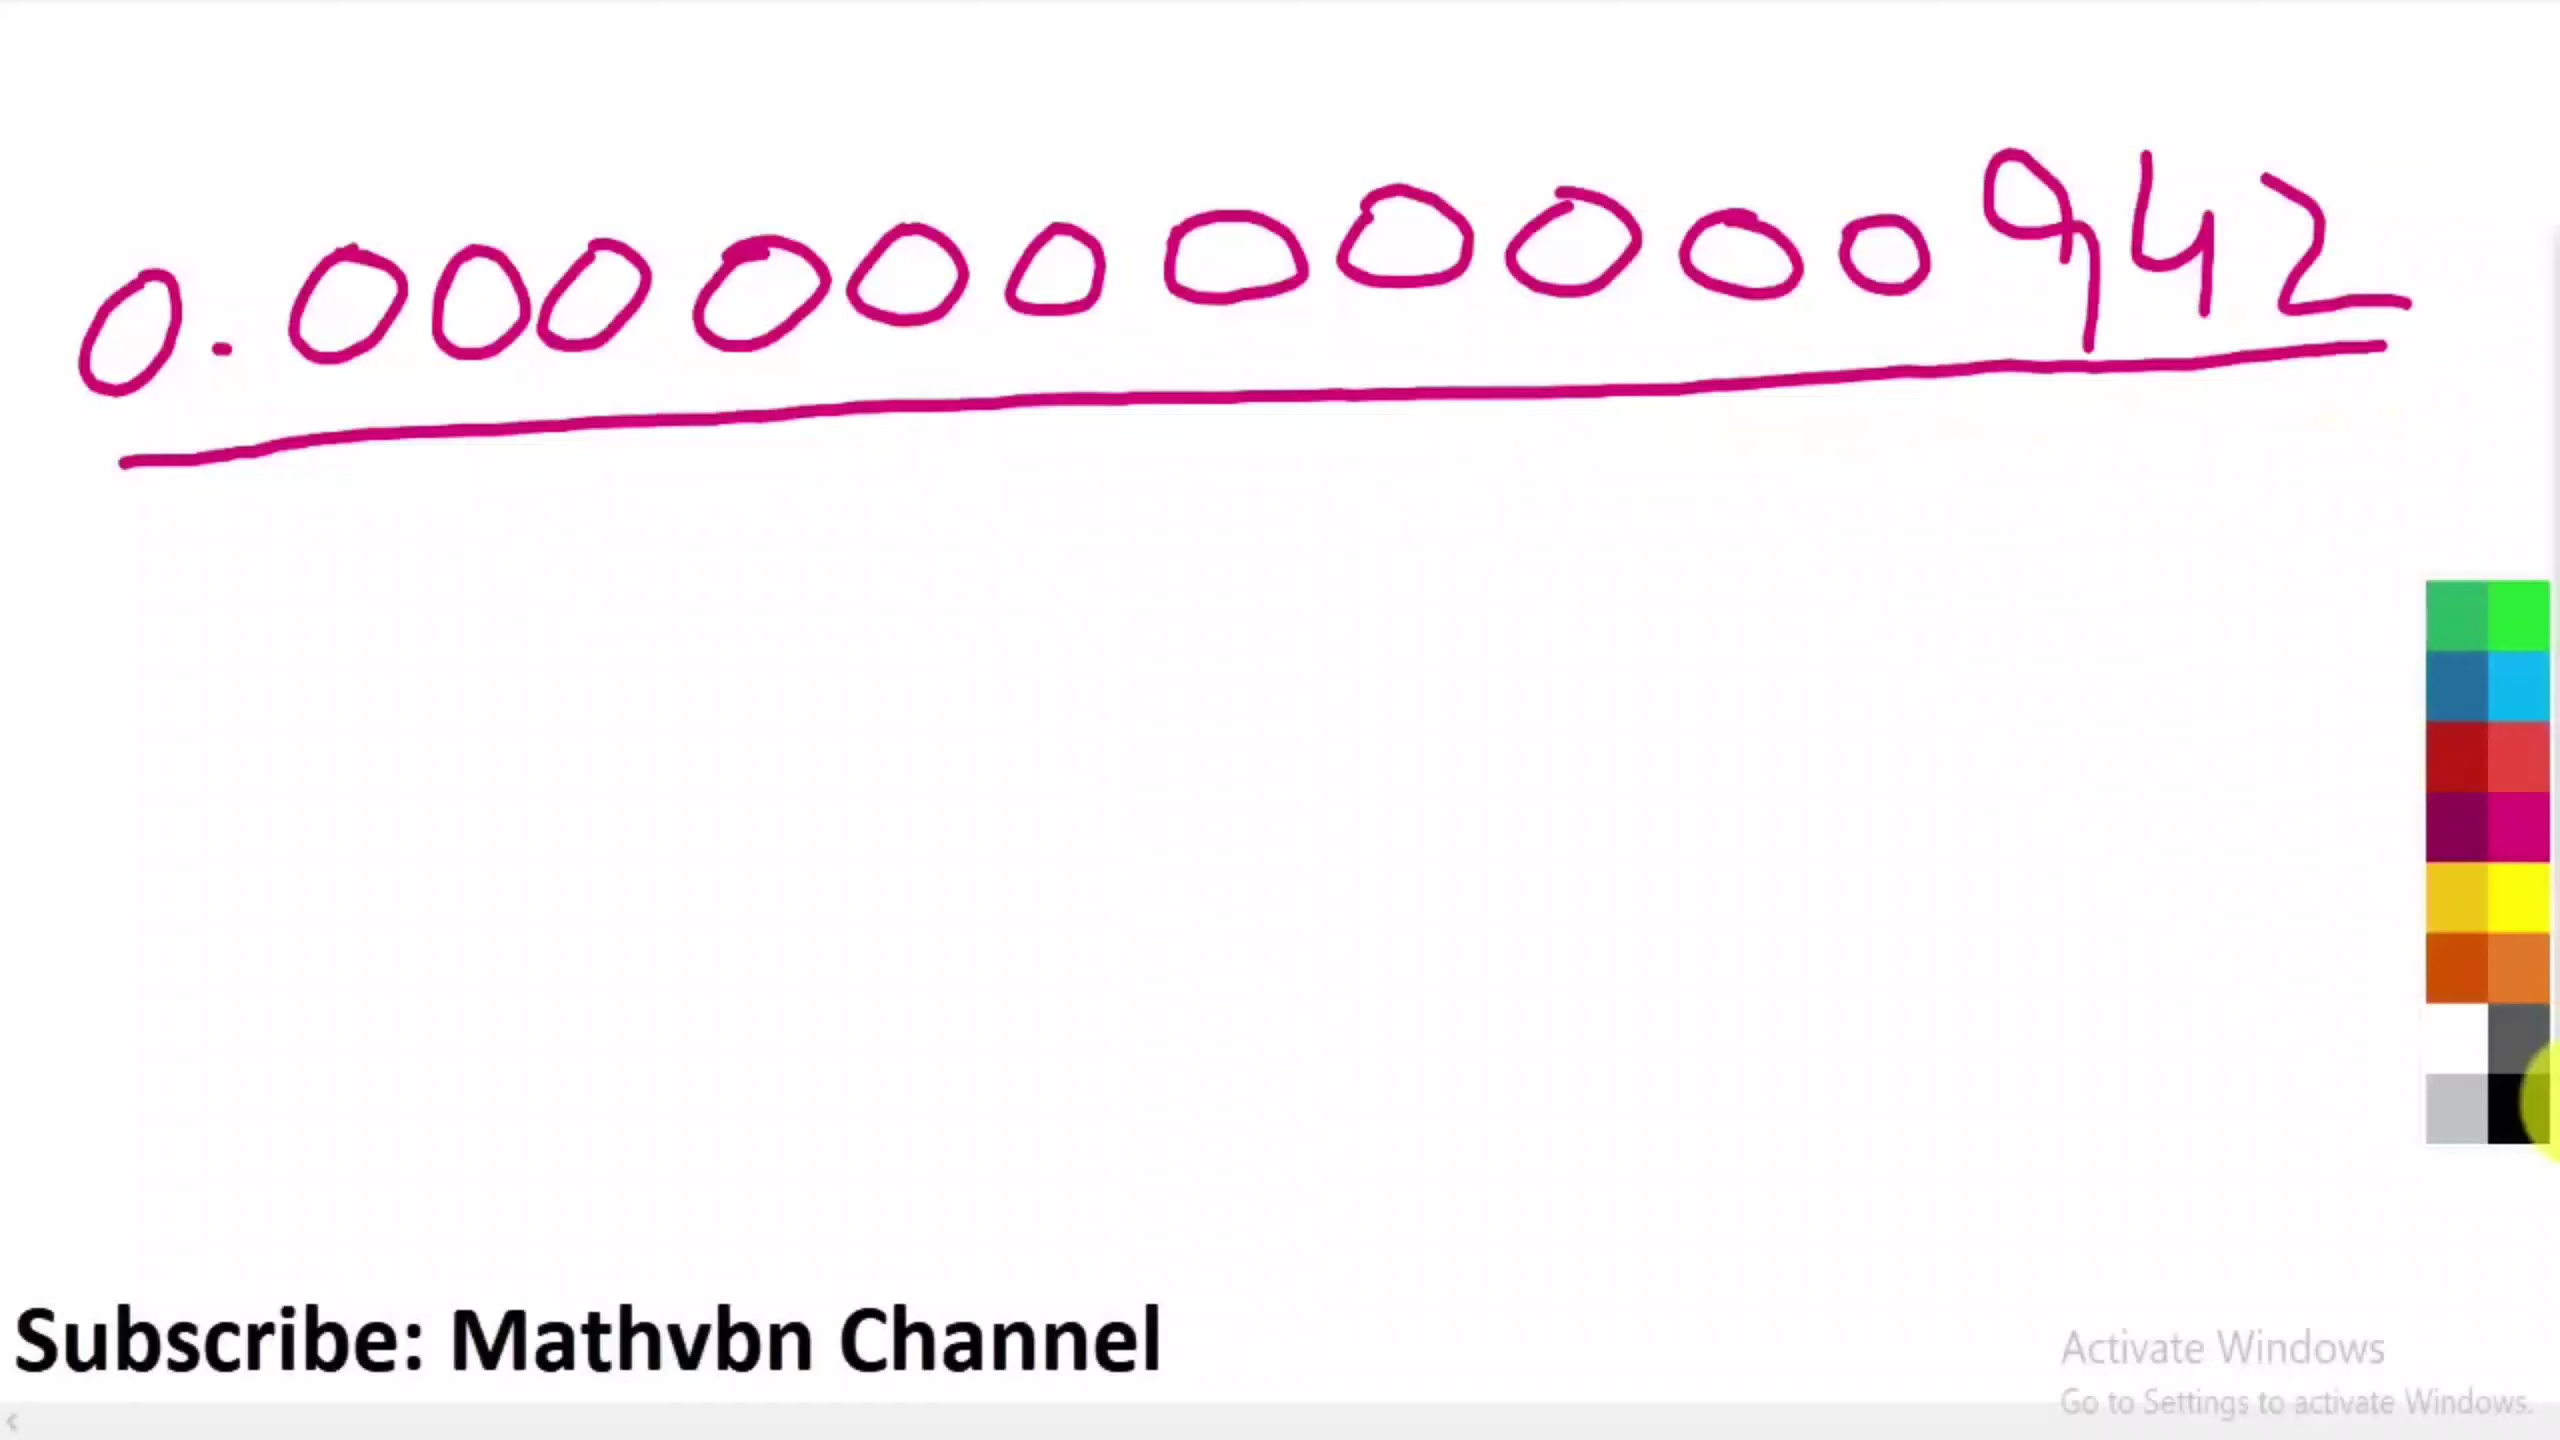 0.00000000000942
Subscribe: Mathvbn Channel
Activate Windows
Go to Settings to activate Windows.